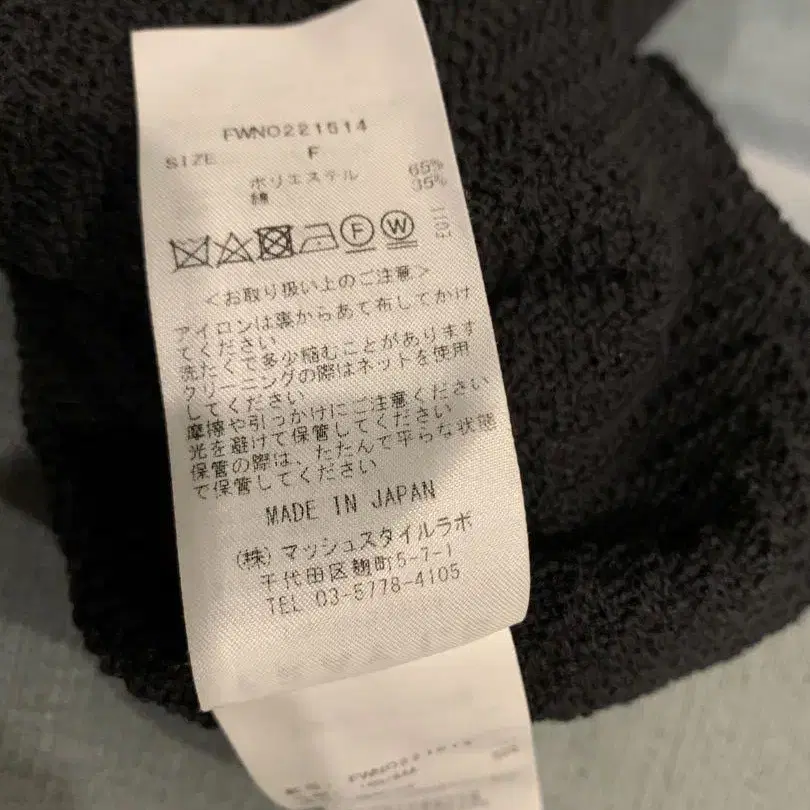 FWNO221514
SIZE F
ポリエステル 65%
綿 35%
F W
E011
<お取り扱い上のご注意>
アイロンは裏からあて布してかけ
てください
洗たくで多少縮むことがあります
クリーニングの際はネットを使用
してください
摩擦や引っかけにご注意ください
光を避けて保管してください
保管の際は、たたんで平らな状態
で保管してください
MADE IN JAPAN
(株) マッシュスタイルラボ
千代田区麹町5-7-1
TEL 03-5778-4105